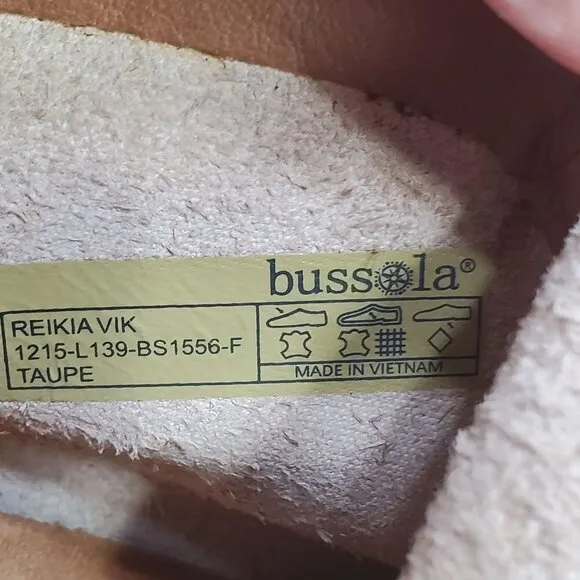 bussola®
REIKIA VIK
1215-L139-BS1556-F
TAUPE
MADE IN VIETNAM